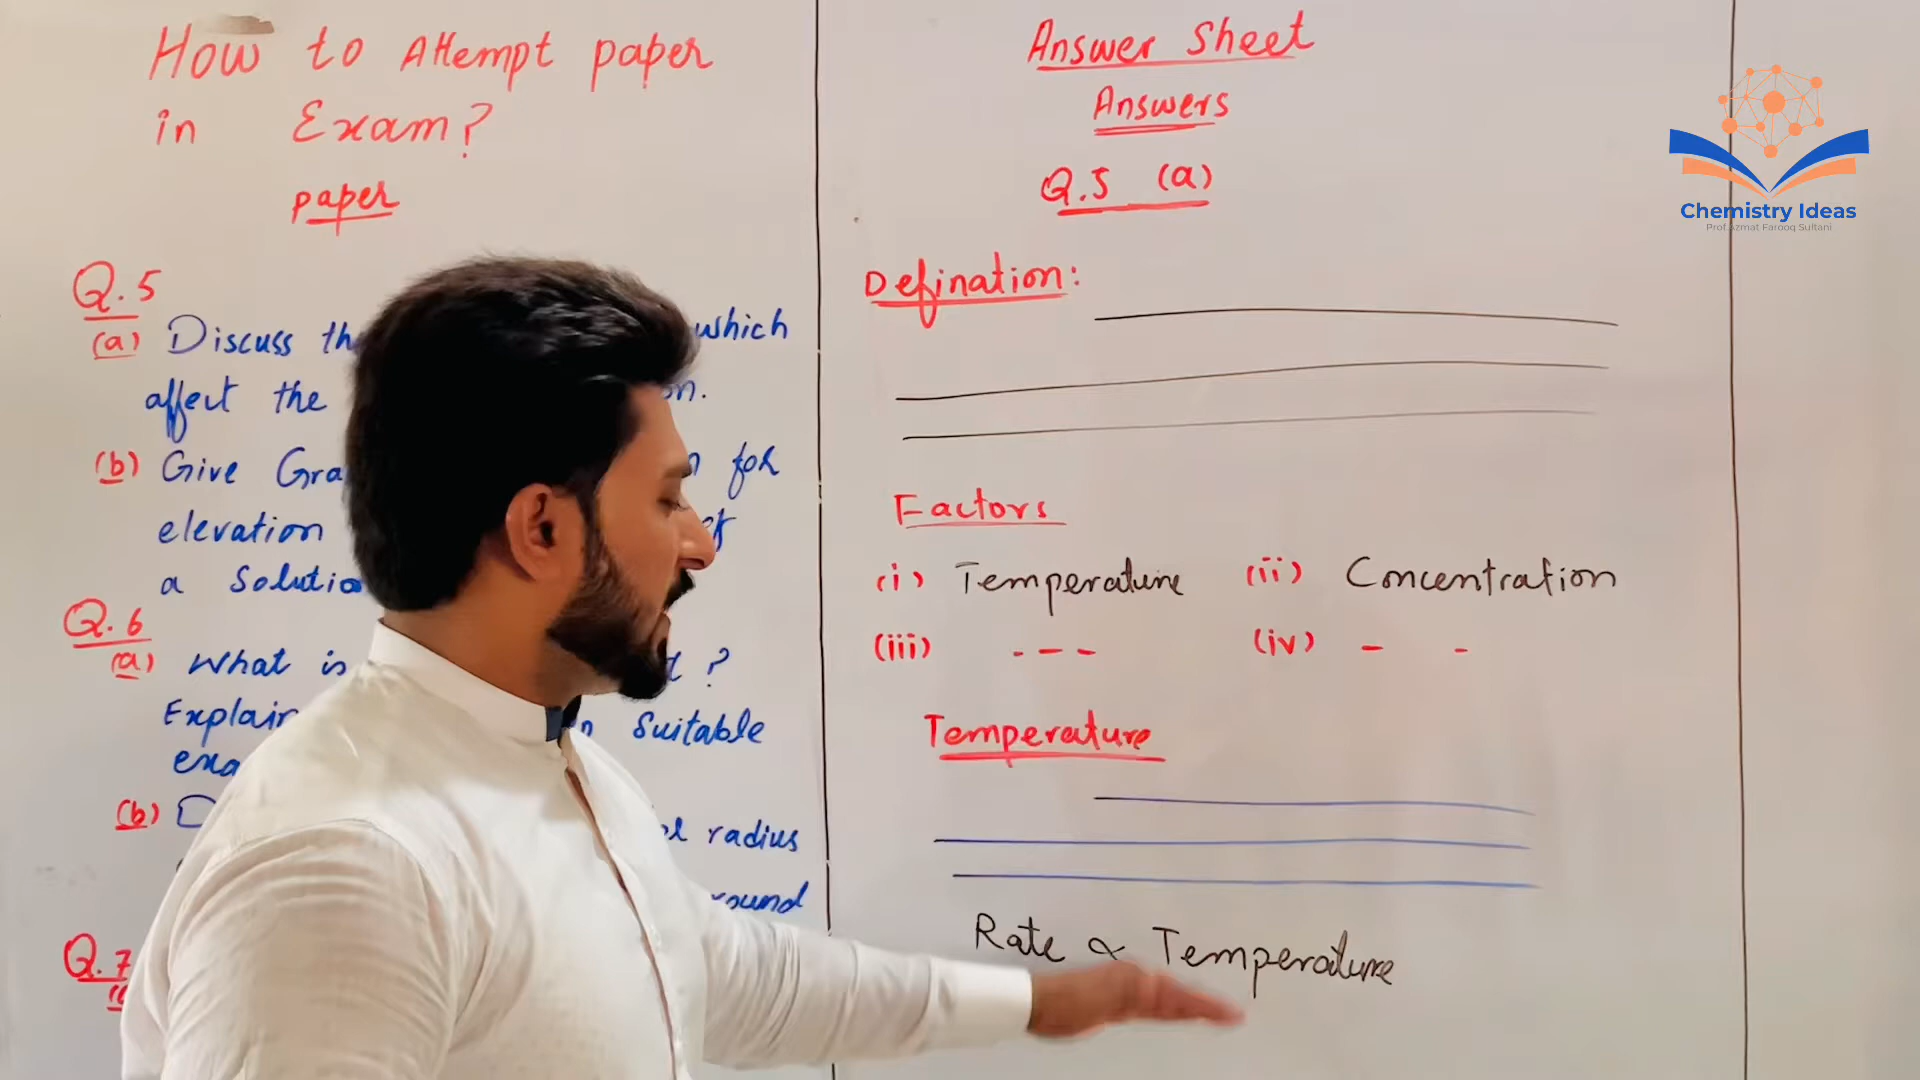 How to Attempt paper
in Exam?
paper
Q.5
(a) Discuss th which
affect the on.
(b) Give Gra for
elevation of
a Solutio
Q.6
(a) What is ?
Explain Suitable
exa
(b) D radius
round
Q.7
Answer Sheet
Answers
Q.5 (a)
Defination:
Factors
(i) Temperature (ii) Concentration
(iii) - - - (iv) - -
Temperature
Rate ∝ Temperature
Chemistry Ideas
Prof.Azmat Farooq Sultani